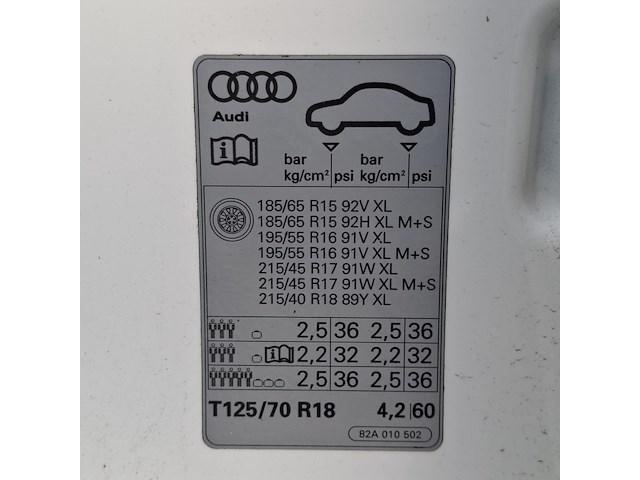 Audi
i
bar bar
kg/cm² psi kg/cm² psi
185/65 R15 92V XL
185/65 R15 92H XL M+S
195/55 R16 91V XL
195/55 R16 91V XL M+S
215/45 R17 91W XL
215/45 R17 91W XL M+S
215/40 R18 89Y XL
2,5 36 2,5 36
i 2,2 32 2,2 32
2,5 36 2,5 36
T125/70 R18 4,2 60
82A 010 502